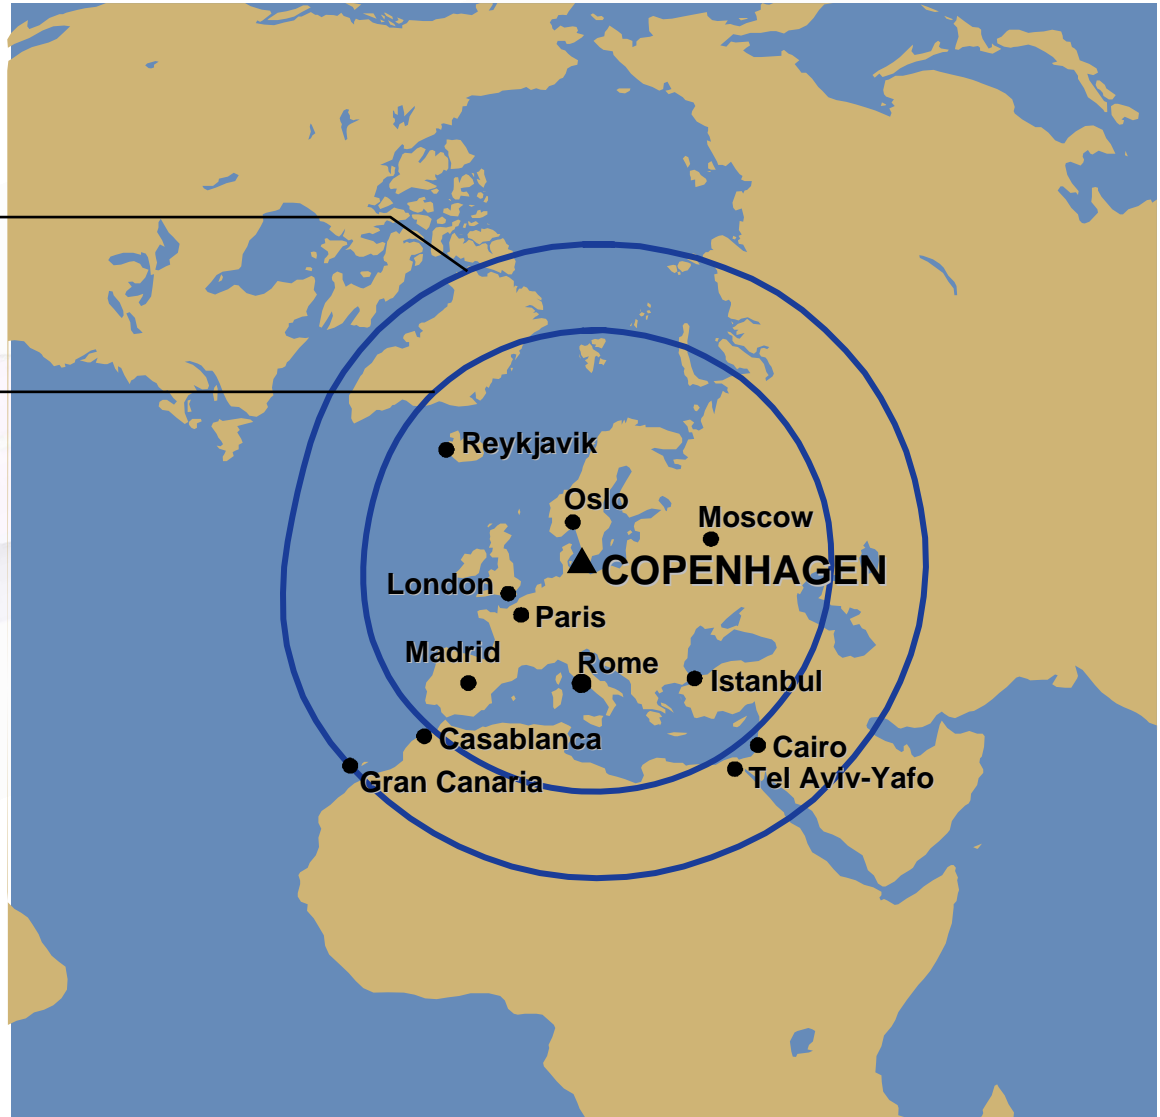 Reykjavik
Oslo
Moscow
COPENHAGEN
London
Paris
Madrid
Rome
Istanbul
Casablanca
Cairo
Gran Canaria
Tel Aviv-Yafo